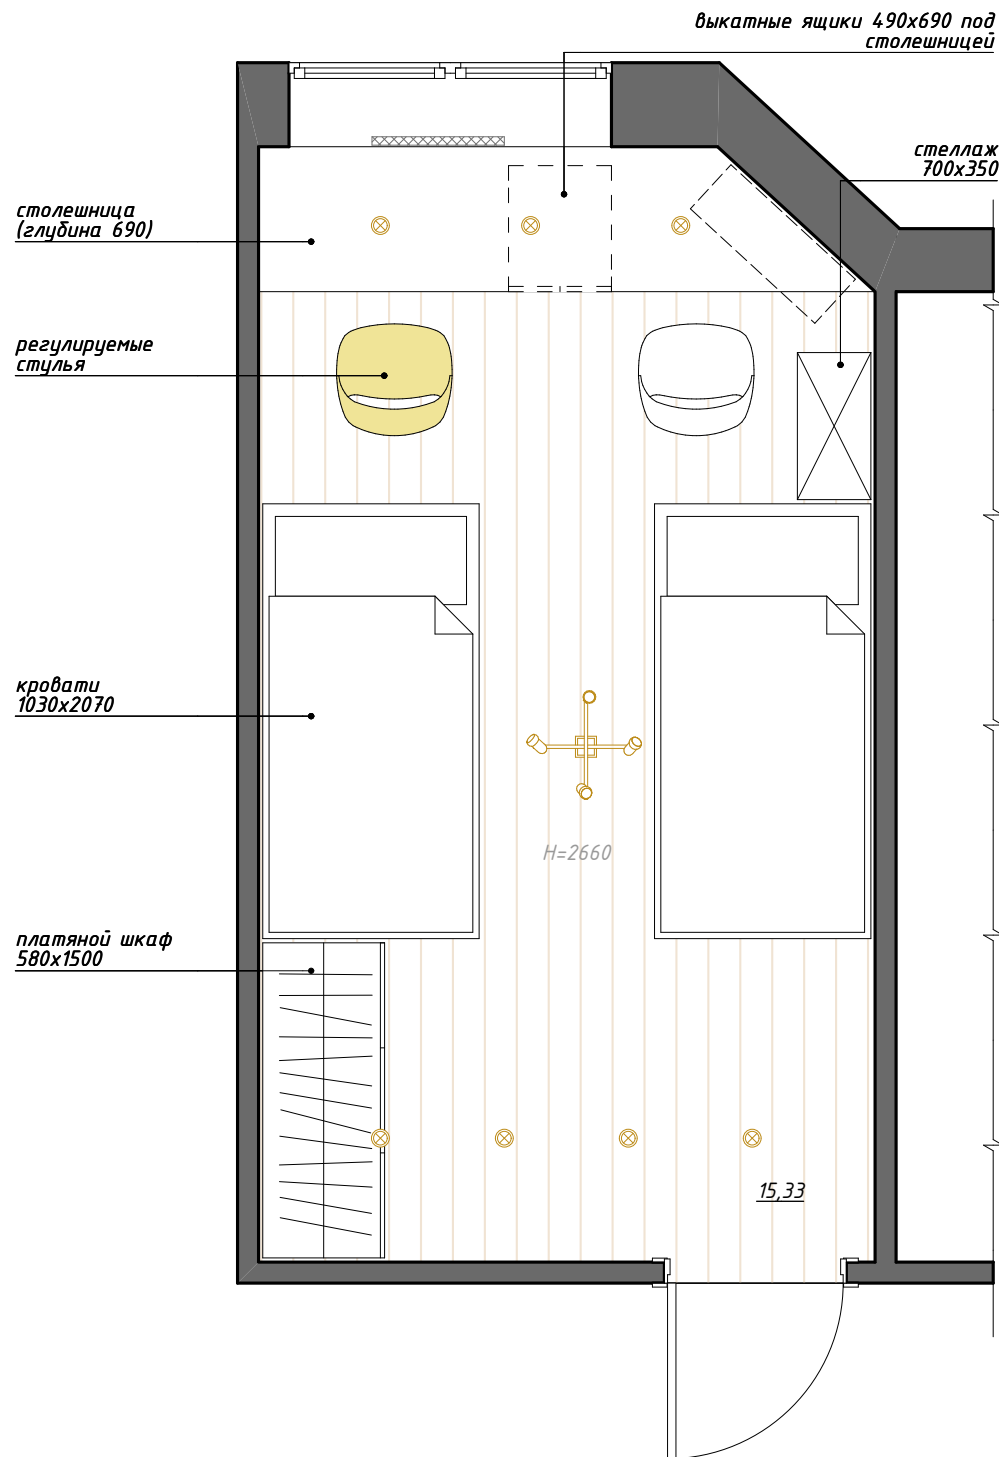 выкатные ящики 490х690 под
столешницей
стеллаж
700х350
столешница
(глубина 690)
регулируемые
стулья
кровати
1030х2070
H=2660
платяной шкаф
580х1500
15,33